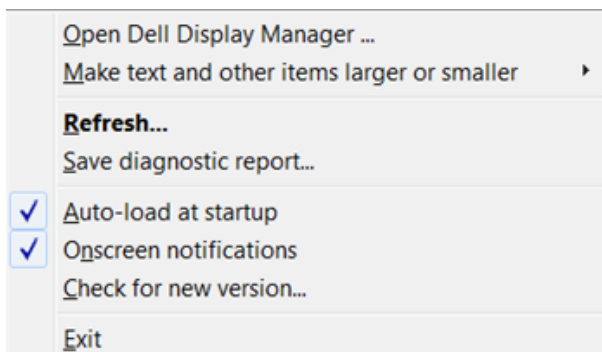 Open Dell Display Manager ...
Make text and other items larger or smaller
Refresh...
Save diagnostic report...
Auto-load at startup
Onscreen notifications
Check for new version...
Exit